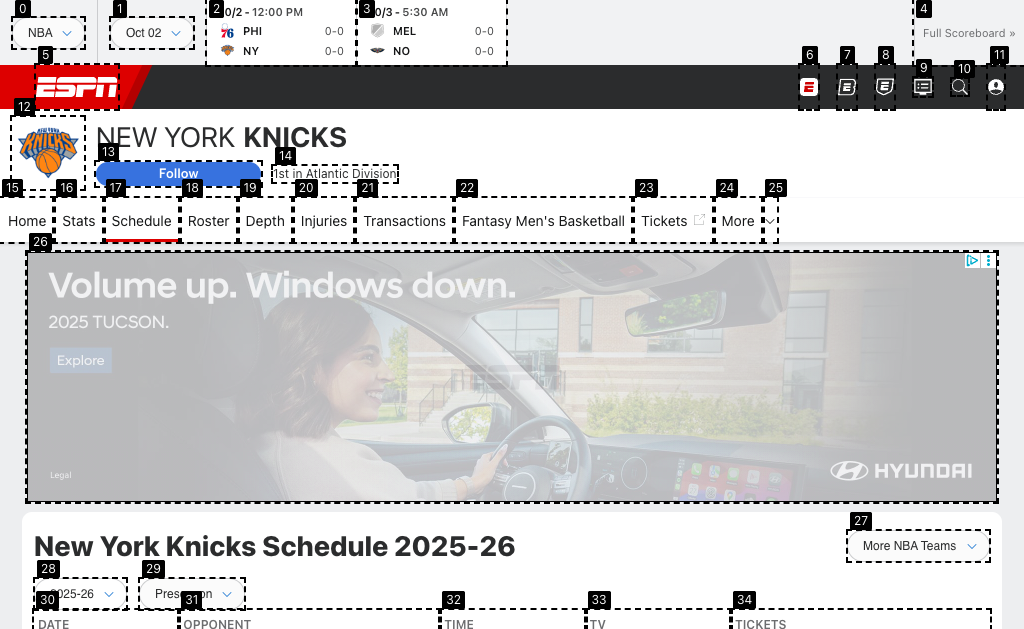 0
1
2
3
4
NBA
Oct 02
0/2 - 12:00 PM
PHI 0-0
NY 0-0
0/3 - 5:30 AM
MEL 0-0
NO 0-0
Full Scoreboard »
5
6
7
8
9
10
11
ESPN
12
NEW YORK KNICKS
13
14
Follow
1st in Atlantic Division
15
16
17
18
19
20
21
22
23
24
25
Home
Stats
Schedule
Roster
Depth
Injuries
Transactions
Fantasy Men's Basketball
Tickets
More
26
Volume up. Windows down.
2025 TUCSON.
Explore
Legal
HYUNDAI
27
New York Knicks Schedule 2025-26
More NBA Teams
28
29
2025-26
30
31
32
33
34
DATE
OPPONENT
TIME
TV
TICKETS